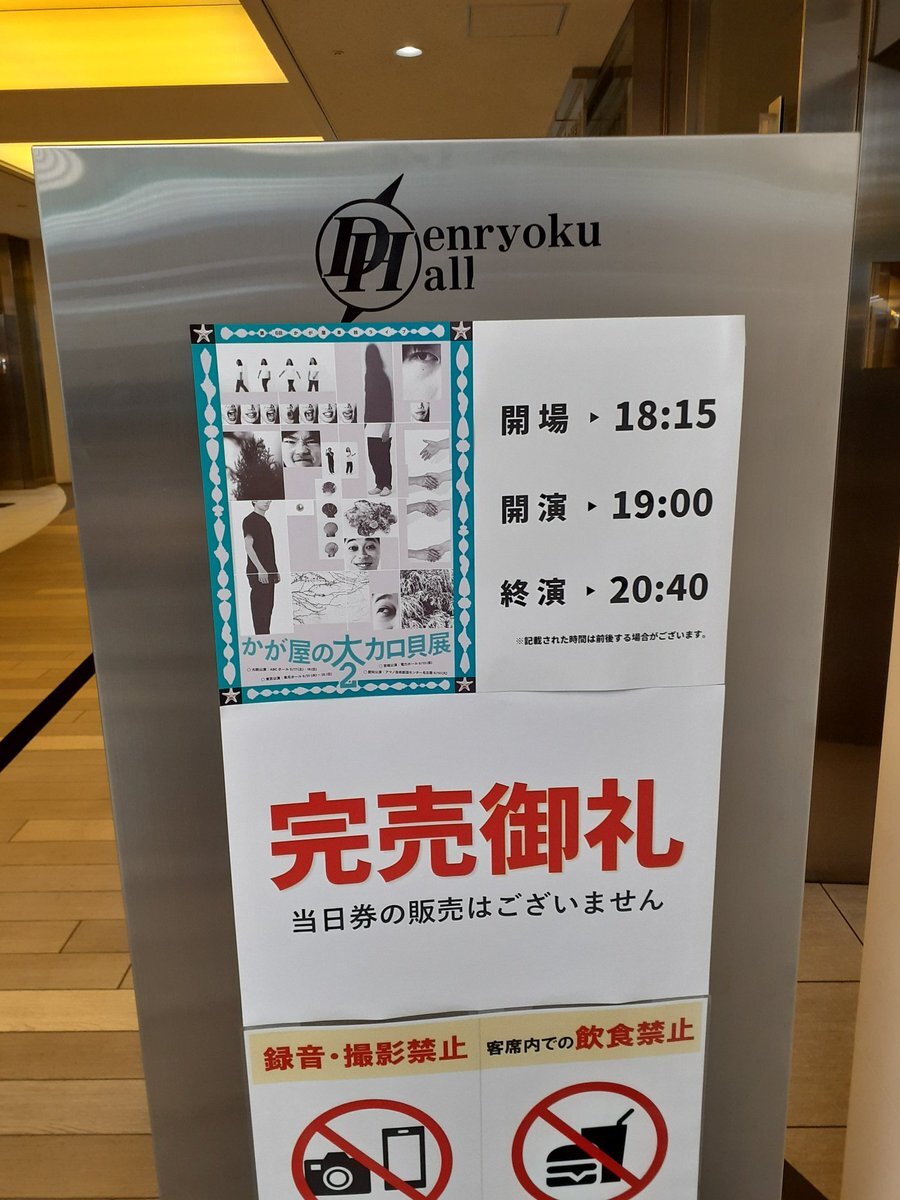 Denryoku
Hall
開場 ▶ 18:15
開演 ▶ 19:00
終演 ▶ 20:40
※記載された時間は前後する場合がございます。
かが屋の大カロ貝展2
完売御礼
当日券の販売はございません
録音・撮影禁止
客席内での飲食禁止